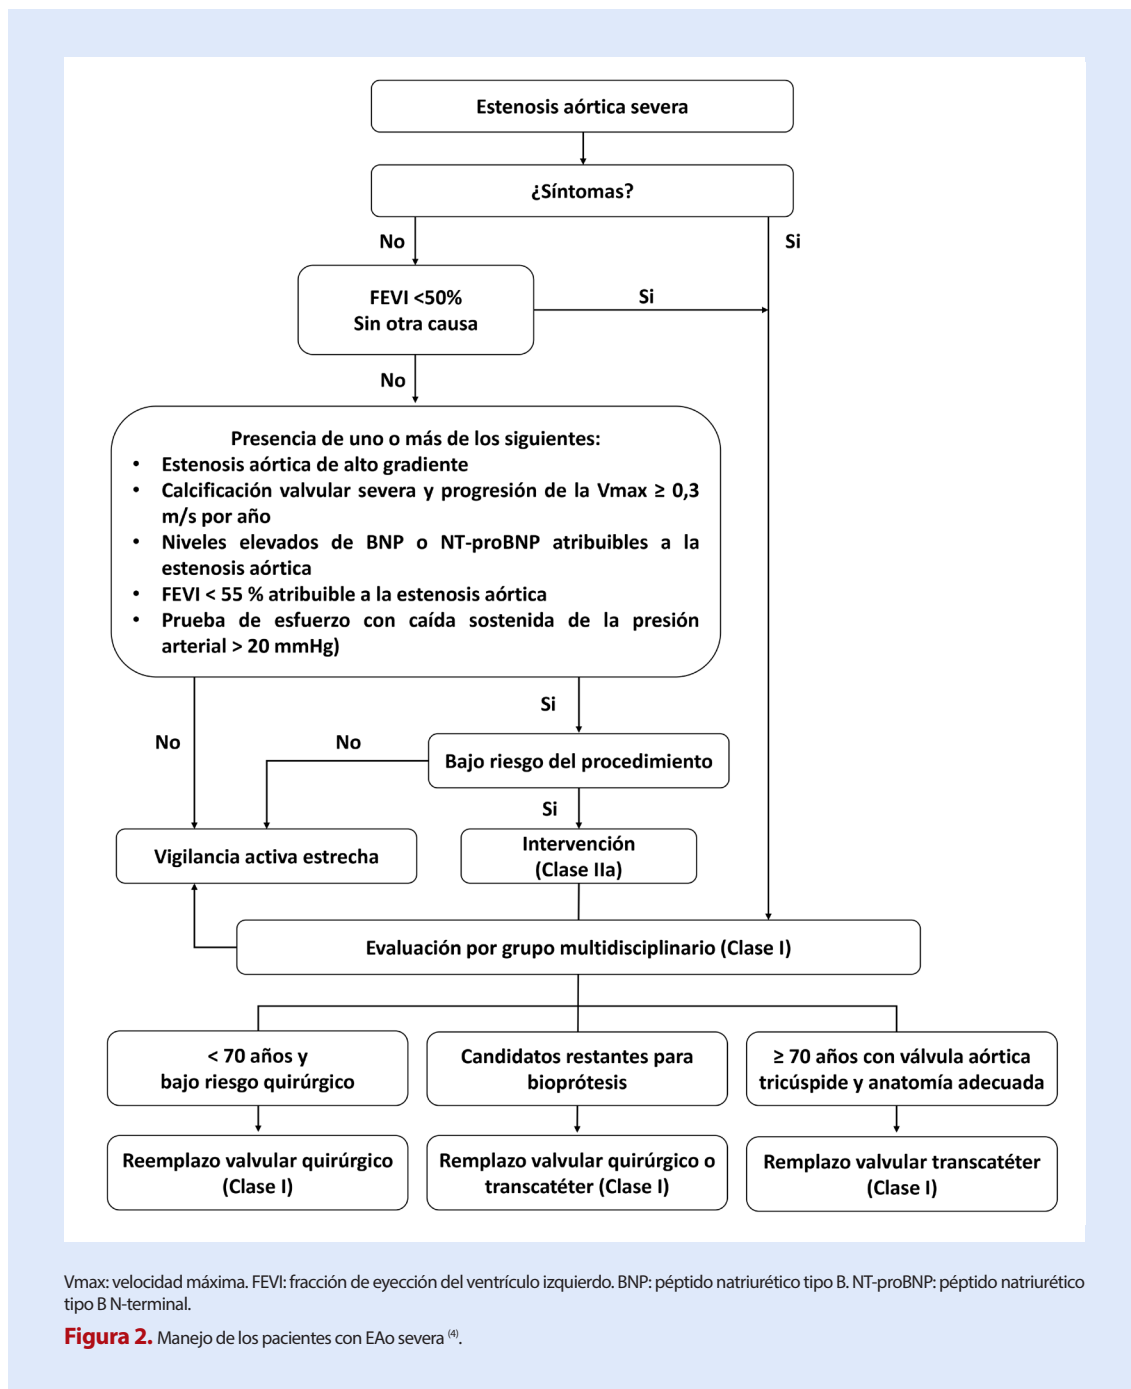 Estenosis aórtica severa
¿Síntomas?
No
Si
FEVI <50%
Sin otra causa
Si
No
Presencia de uno o más de los siguientes:
• Estenosis aórtica de alto gradiente
• Calcificación valvular severa y progresión de la Vmax ≥ 0,3
m/s por año
• Niveles elevados de BNP o NT-proBNP atribuibles a la
estenosis aórtica
• FEVI < 55 % atribuible a la estenosis aórtica
• Prueba de esfuerzo con caída sostenida de la presión
arterial > 20 mmHg)
Si
No
No
Bajo riesgo del procedimiento
Si
Vigilancia activa estrecha
Intervención
(Clase IIa)
Evaluación por grupo multidisciplinario (Clase I)
< 70 años y
bajo riesgo quirúrgico
Candidatos restantes para
bioprótesis
≥ 70 años con válvula aórtica
tricúspide y anatomía adecuada
Reemplazo valvular quirúrgico
(Clase I)
Remplazo valvular quirúrgico o
transcatéter (Clase I)
Remplazo valvular transcatéter
(Clase I)
Vmax: velocidad máxima. FEVI: fracción de eyección del ventrículo izquierdo. BNP: péptido natriurético tipo B. NT-proBNP: péptido natriurético
tipo B N-terminal.
Figura 2. Manejo de los pacientes con EAo severa (4).